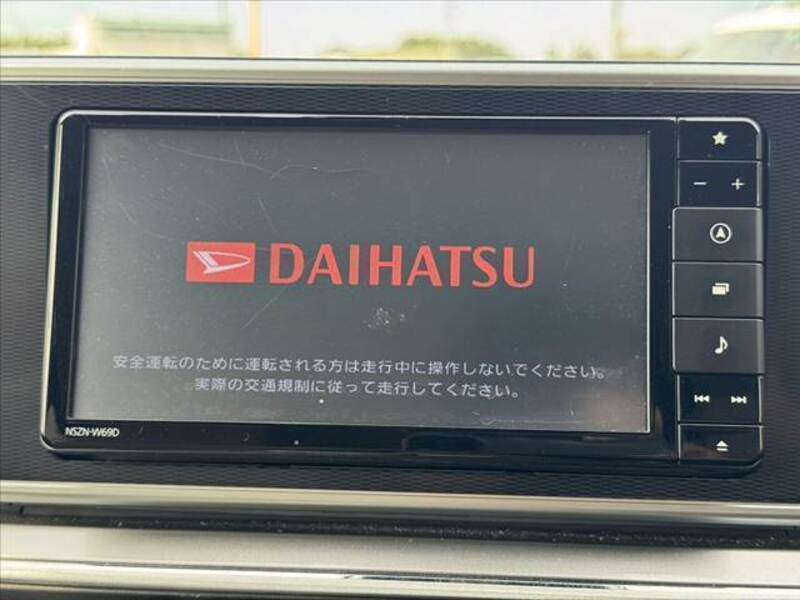 DAIHATSU
安全運転のために運転される方は走行中に操作しないでください。
実際の交通規制に従って走行してください。
NSZN-W69D